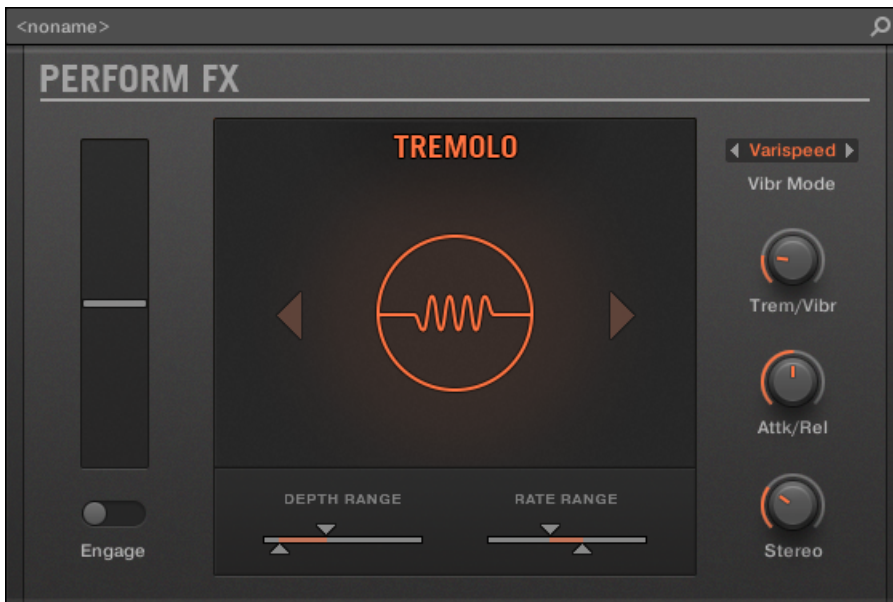 <noname>
PERFORM FX
TREMOLO
Varispeed
Vibr Mode
Trem/Vibr
Attk/Rel
DEPTH RANGE
RATE RANGE
Engage
Stereo